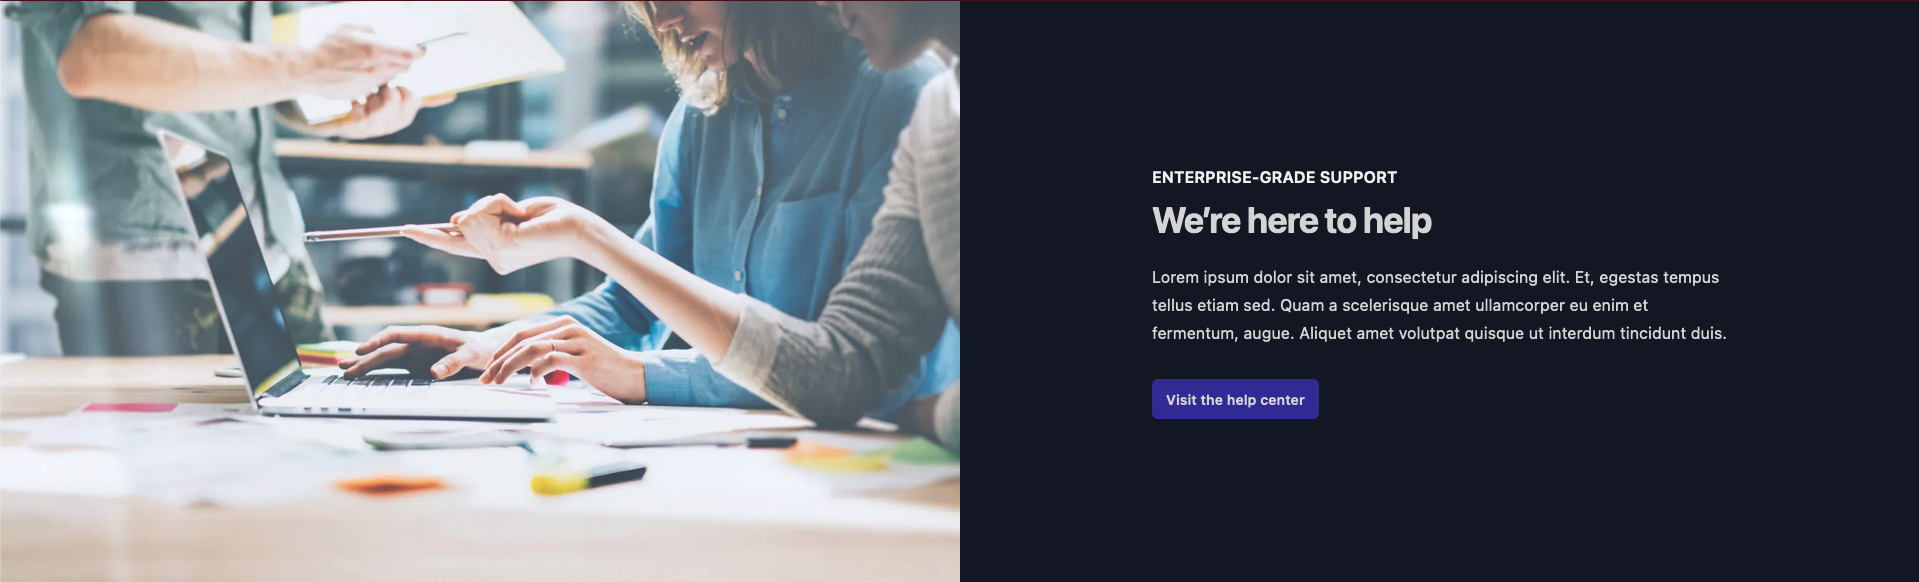 ENTERPRISE-GRADE SUPPORT
We’re here to help
Lorem ipsum dolor sit amet, consectetur adipiscing elit. Et, egestas tempus
tellus etiam sed. Quam a scelerisque amet ullamcorper eu enim et
fermentum, augue. Aliquet amet volutpat quisque ut interdum tincidunt duis.
Visit the help center